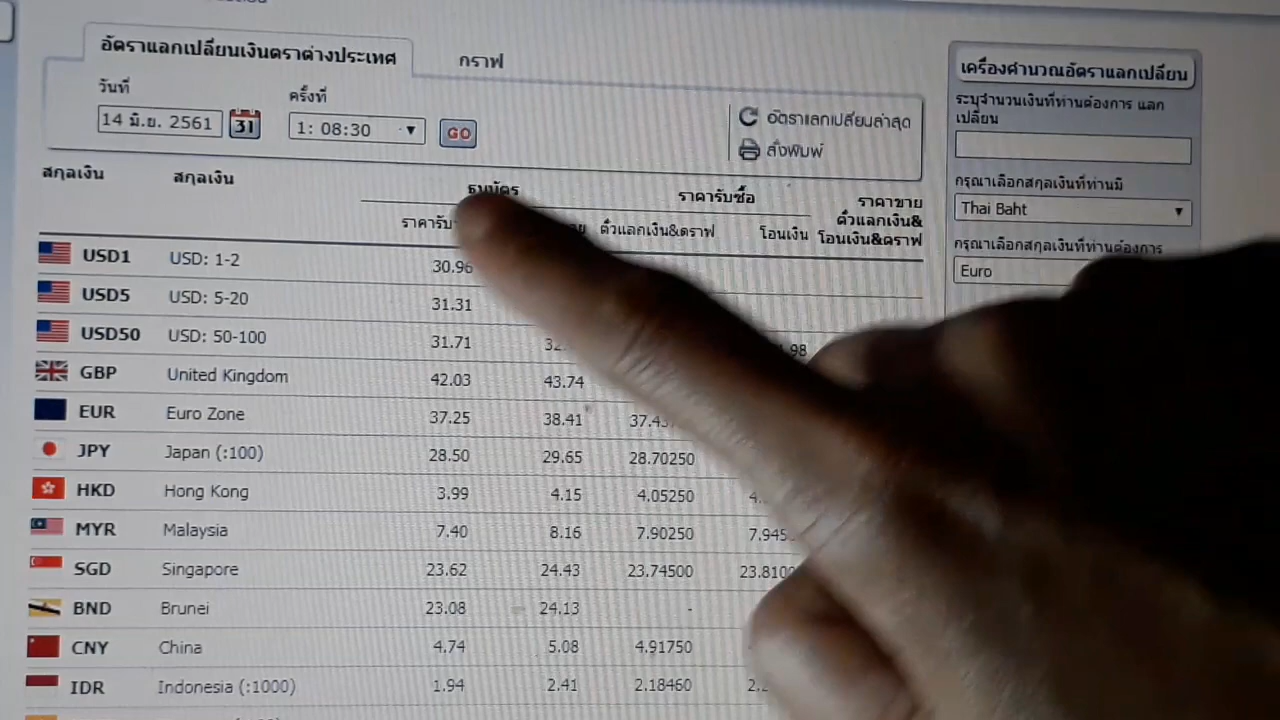 อัตราแลกเปลี่ยนเงินตราต่างประเทศ
กราฟ
วันที่
ครั้งที่
14 มิ.ย. 2561
31
1: 08:30
GO
อัตราแลกเปลี่ยนล่าสุด
สั่งพิมพ์
สกุลเงิน สกุลเงิน ธนบัตร ราคารับซื้อ ราคาขาย
ตั๋วแลกเงิน&
โอนเงิน&ดราฟ
ตั๋วแลกเงิน&ดราฟ โอนเงิน
USD1 USD: 1-2 30.96
USD5 USD: 5-20 31.31
USD50 USD: 50-100 31.71
GBP United Kingdom 42.03 43.74
EUR Euro Zone 37.25 38.41
JPY Japan (:100) 28.50 29.65 28.70250
HKD Hong Kong 3.99 4.15 4.05250
MYR Malaysia 7.40 8.16 7.90250
SGD Singapore 23.62 24.43 23.74500
BND Brunei 23.08 24.13 -
CNY China 4.74 5.08 4.91750
IDR Indonesia (:1000) 1.94 2.41 2.18460
เครื่องคำนวณอัตราแลกเปลี่ยน
ระบุจำนวนเงินที่ท่านต้องการ แลก
เปลี่ยน
กรุณาเลือกสกุลเงินที่ท่านมี
Thai Baht
กรุณาเลือกสกุลเงินที่ท่านต้องการ
Euro